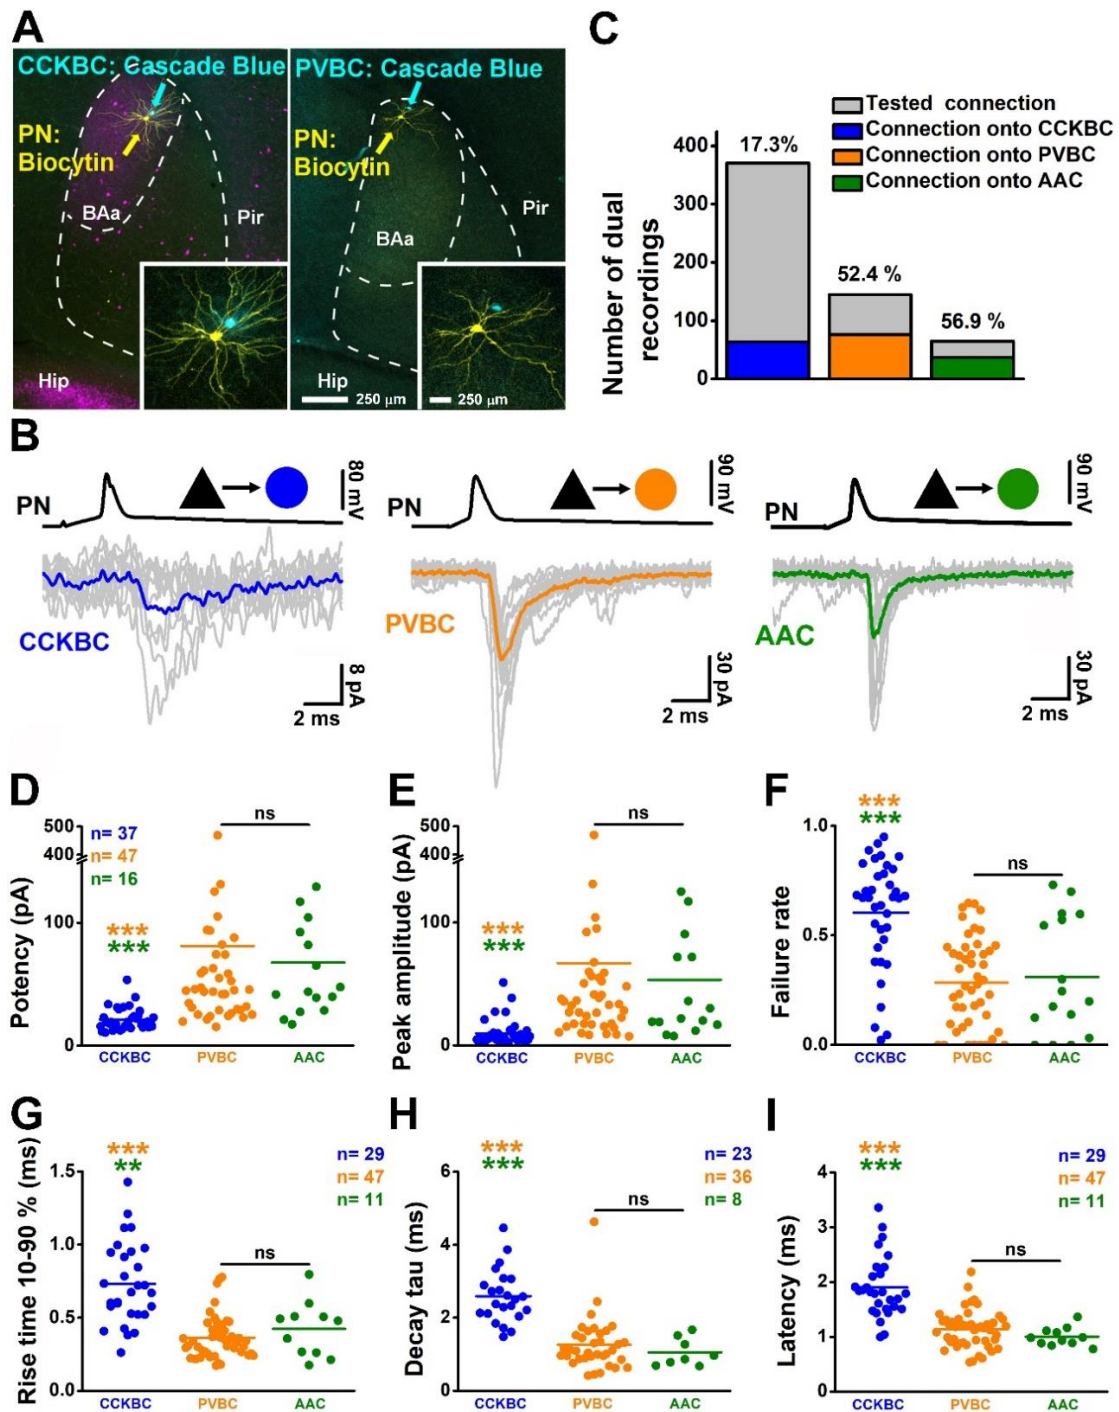 A
CCKBC: Cascade Blue
PN:
Biocytin
BAa
Pir
Hip
PVBC: Cascade Blue
PN:
Biocytin
BAa
Pir
Hip
250 μm
250 μm
C
Tested connection
Connection onto CCKBC
Connection onto PVBC
Connection onto AAC
Number of dual
recordings
400
300
200
100
0
17.3%
52.4 %
56.9 %
B
PN
80 mV
CCKBC
8 pA
2 ms
PN
90 mV
PVBC
30 pA
2 ms
PN
90 mV
AAC
30 pA
2 ms
D
Potency (pA)
500
400
100
0
n= 37
n= 47
n= 16
***
***
ns
CCKBC
PVBC
AAC
E
Peak amplitude (pA)
500
400
100
0
***
***
ns
CCKBC
PVBC
AAC
F
Failure rate
1.0
0.5
0.0
***
***
ns
CCKBC
PVBC
AAC
G
Rise time 10-90 % (ms)
1.5
1.0
0.5
0.0
***
**
ns
n= 29
n= 47
n= 11
CCKBC
PVBC
AAC
H
Decay tau (ms)
6
4
2
0
***
***
ns
n= 23
n= 36
n= 8
CCKBC
PVBC
AAC
I
Latency (ms)
4
3
2
1
0
***
***
ns
n= 29
n= 47
n= 11
CCKBC
PVBC
AAC